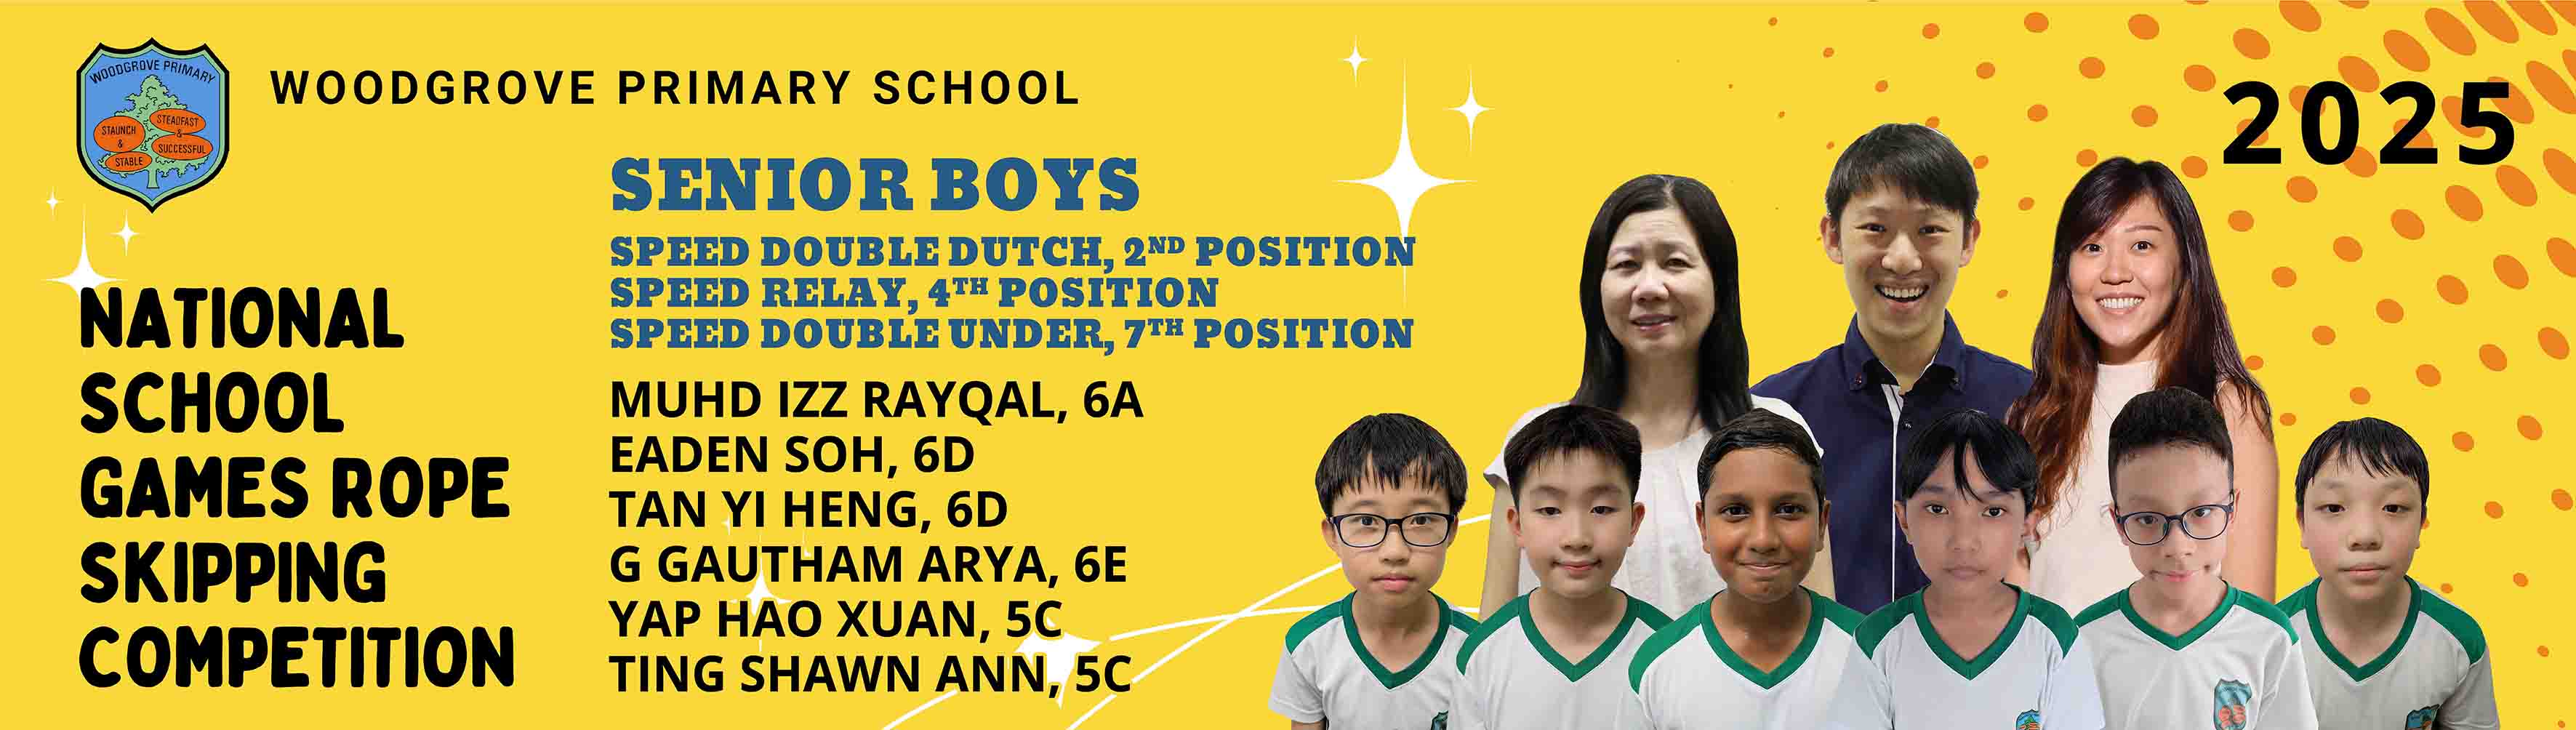 WOODGROVE PRIMARY
STAUNCH
&
STABLE
STEADFAST
&
SUCCESSFUL
WOODGROVE PRIMARY SCHOOL
2025
NATIONAL
SCHOOL
GAMES ROPE
SKIPPING
COMPETITION
SENIOR BOYS
SPEED DOUBLE DUTCH, 2ND POSITION
SPEED RELAY, 4TH POSITION
SPEED DOUBLE UNDER, 7TH POSITION
MUHD IZZ RAYQAL, 6A
EADEN SOH, 6D
TAN YI HENG, 6D
G GAUTHAM ARYA, 6E
YAP HAO XUAN, 5C
TING SHAWN ANN, 5C